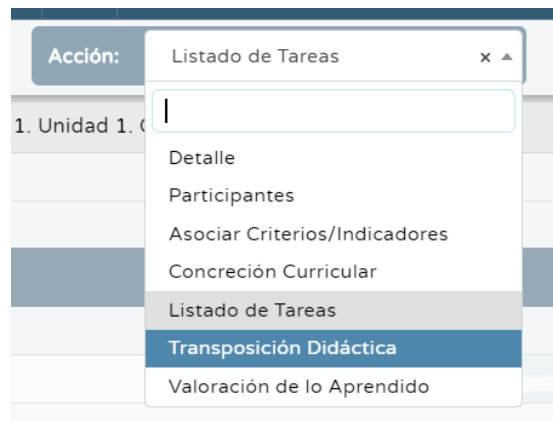 Acción:
Listado de Tareas x
1. Unidad 1.
Detalle
Participantes
Asociar Criterios/Indicadores
Concreción Curricular
Listado de Tareas
Transposición Didáctica
Valoración de lo Aprendido